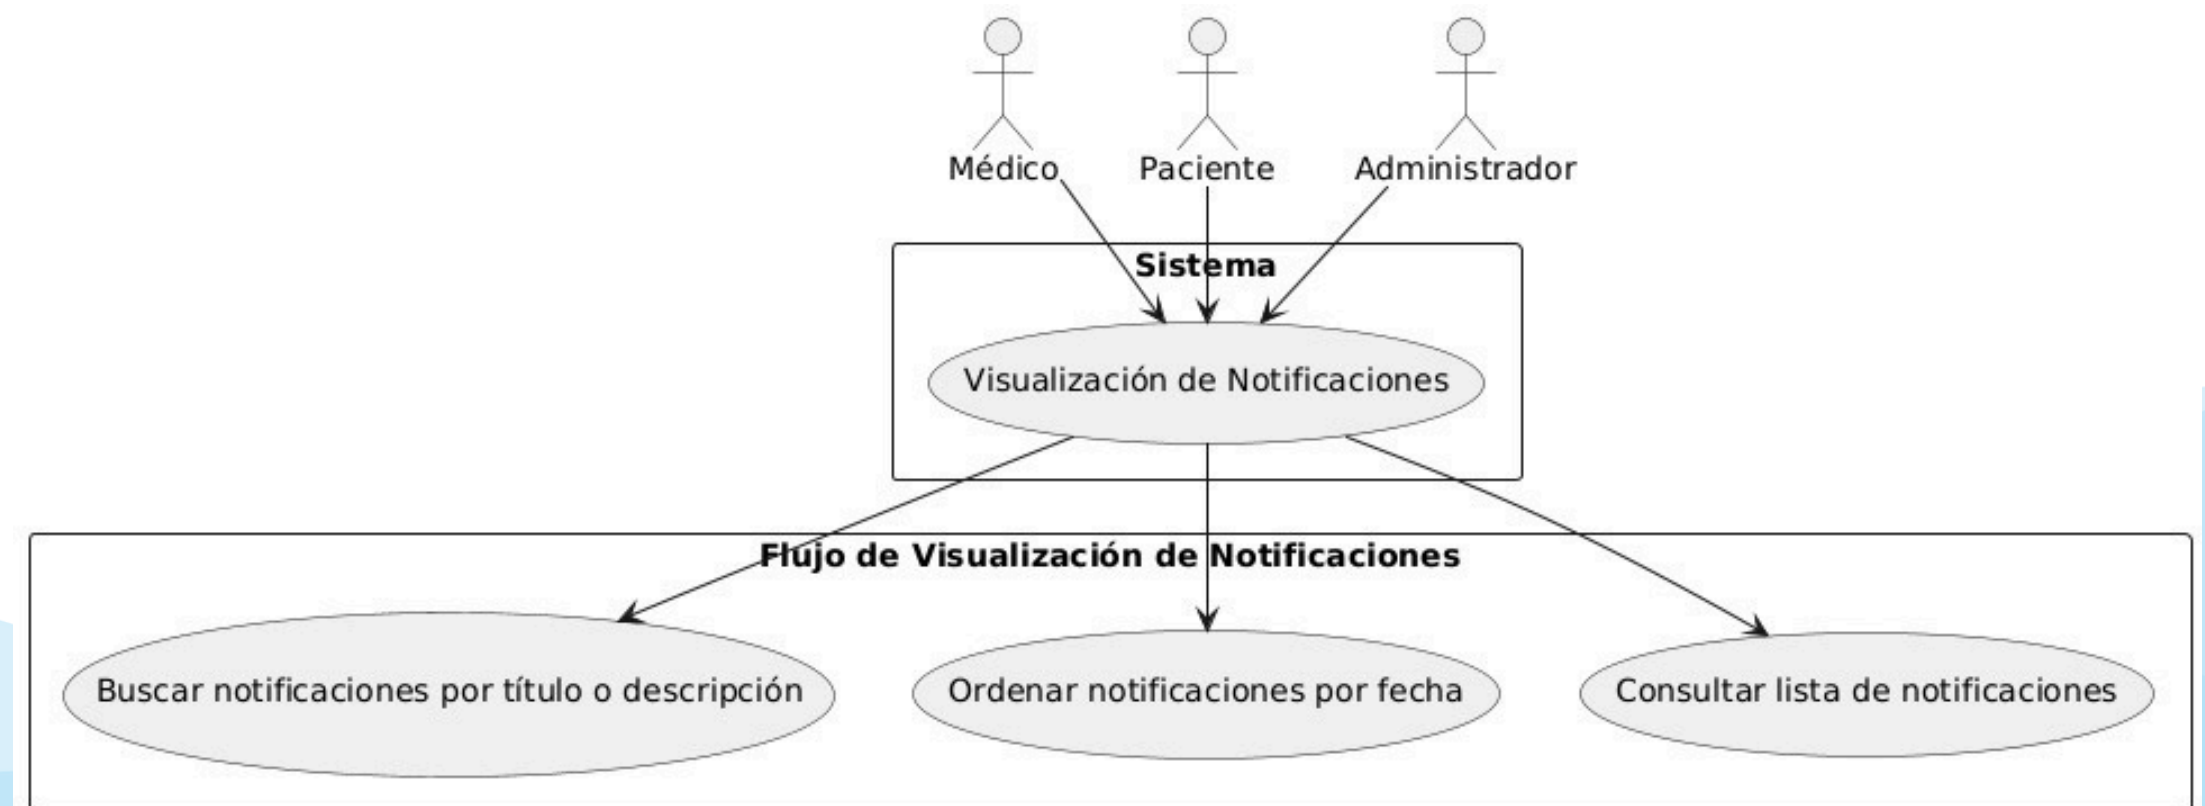 Médico
Paciente
Administrador
Sistema
Visualización de Notificaciones
Flujo de Visualización de Notificaciones
Buscar notificaciones por título o descripción
Ordenar notificaciones por fecha
Consultar lista de notificaciones